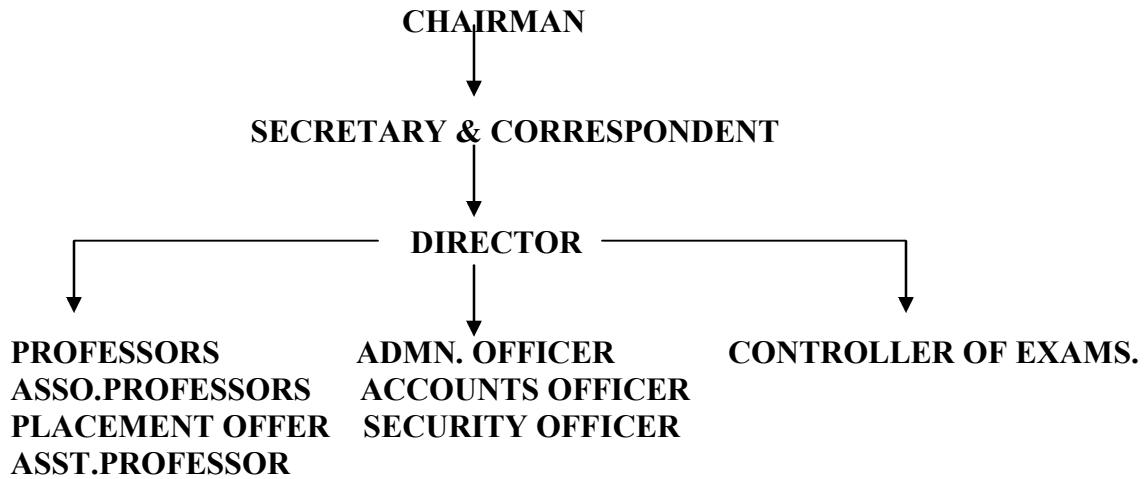 CHAIRMAN
SECRETARY & CORRESPONDENT
DIRECTOR
PROFESSORS ADMN. OFFICER CONTROLLER OF EXAMS.
ASSO.PROFESSORS ACCOUNTS OFFICER
PLACEMENT OFFER SECURITY OFFICER
ASST.PROFESSOR